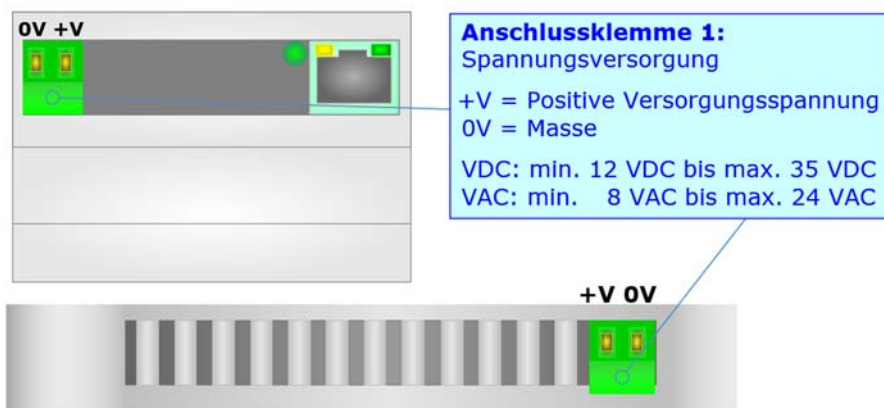 0V +V
Anschlussklemme 1:
Spannungsversorgung
+V = Positive Versorgungsspannung
0V = Masse
VDC: min. 12 VDC bis max. 35 VDC
VAC: min. 8 VAC bis max. 24 VAC
+V 0V